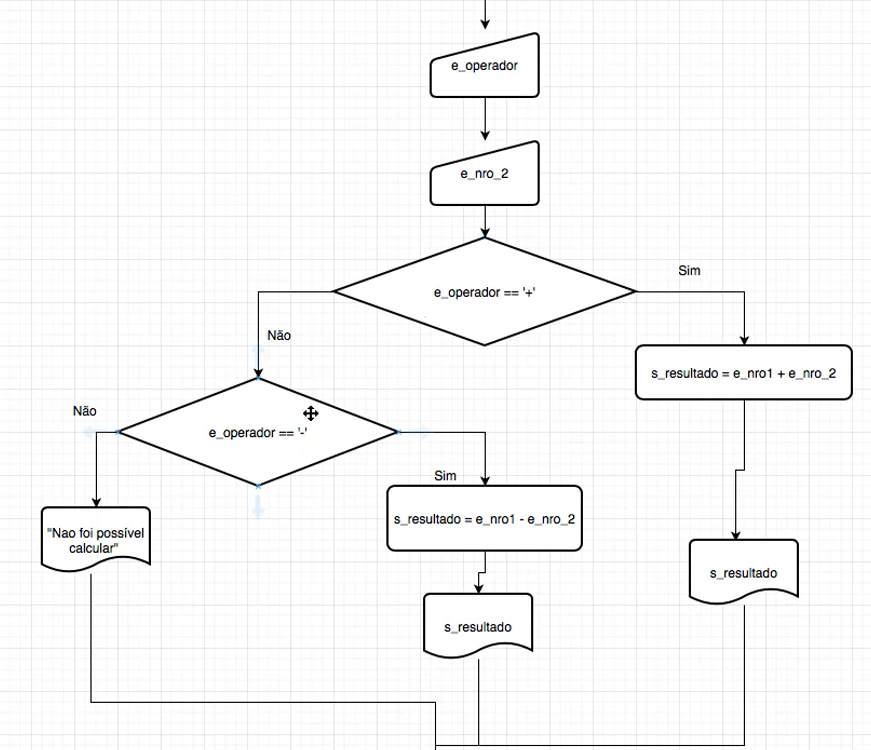 e_operador
e_nro_2
e_operador == '+'
Sim
Não
s_resultado = e_nro1 + e_nro_2
Não
e_operador == '-'
Sim
"Nao foi possível
calcular"
s_resultado = e_nro1 - e_nro_2
s_resultado
s_resultado